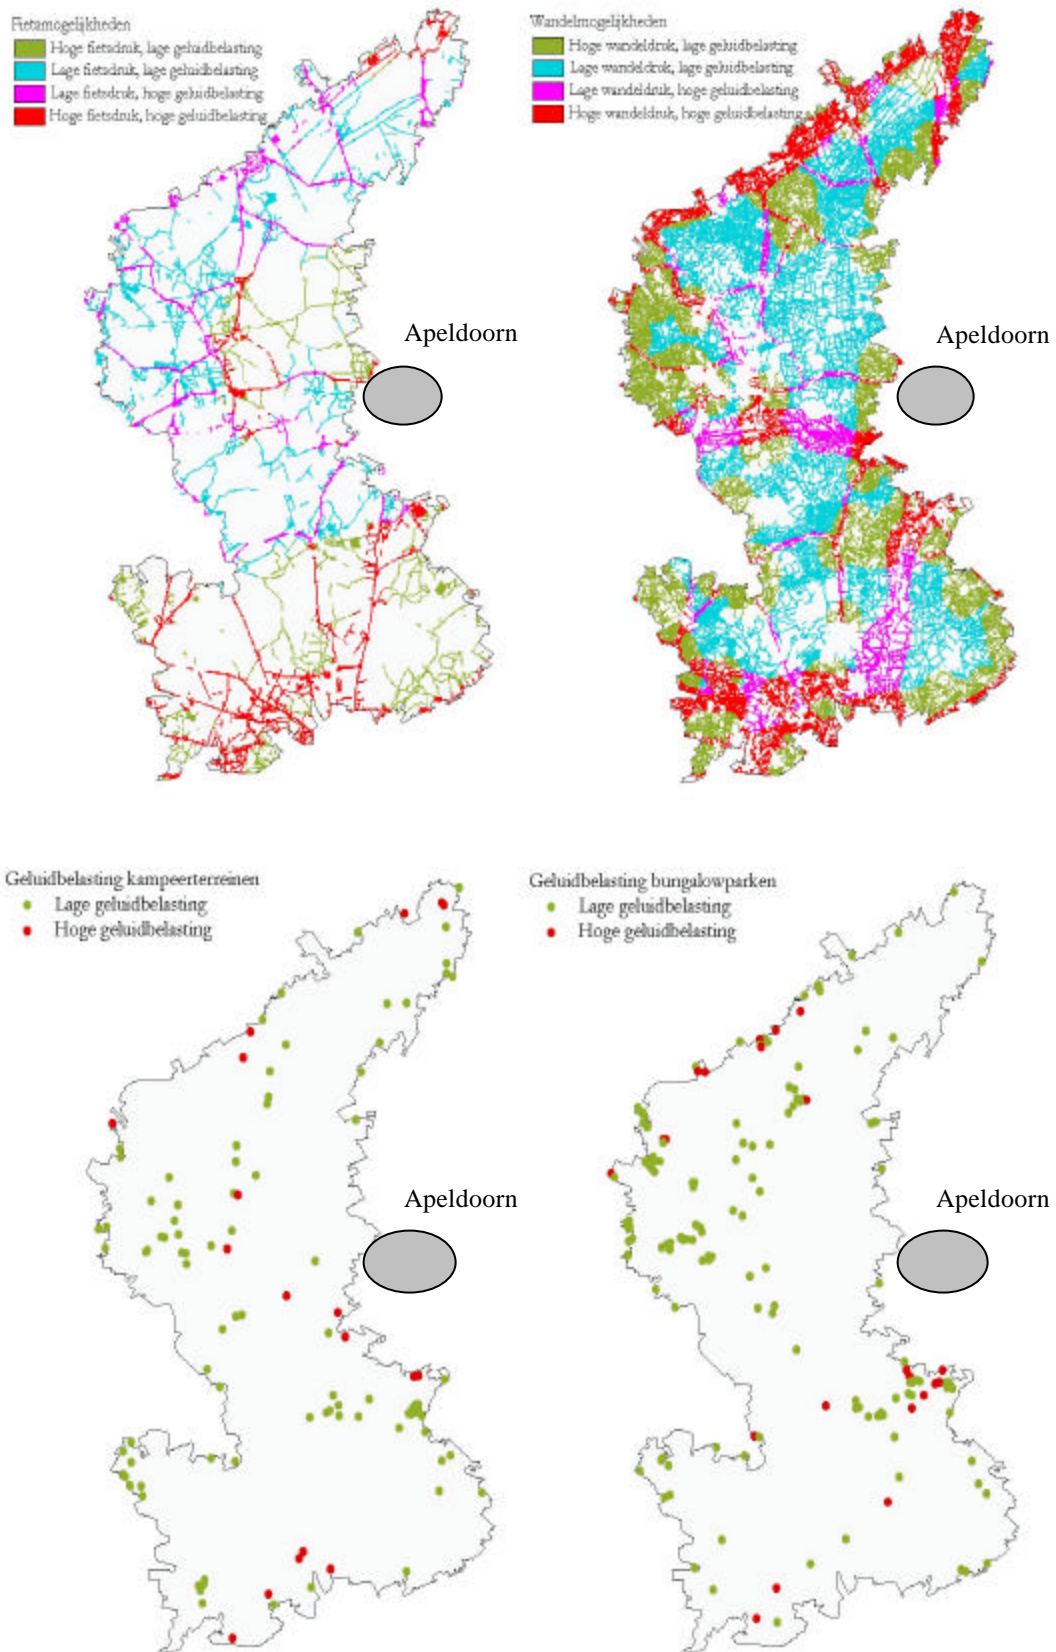 Fietsmogelijkheden
Hoge fietsdruk, lage geluidbelasting
Lage fietsdruk, lage geluidbelasting
Lage fietsdruk, hoge geluidbelasting
Hoge fietsdruk, hoge geluidbelasting
Apeldoorn
Wandelmogelijkheden
Hoge wandeldruk, lage geluidbelasting
Lage wandeldruk, lage geluidbelasting
Lage wandeldruk, hoge geluidbelasting
Hoge wandeldruk, hoge geluidbelasting
Apeldoorn
Geluidbelasting kampeerterreinen
Lage geluidbelasting
Hoge geluidbelasting
Apeldoorn
Geluidbelasting bungalowparken
Lage geluidbelasting
Hoge geluidbelasting
Apeldoorn